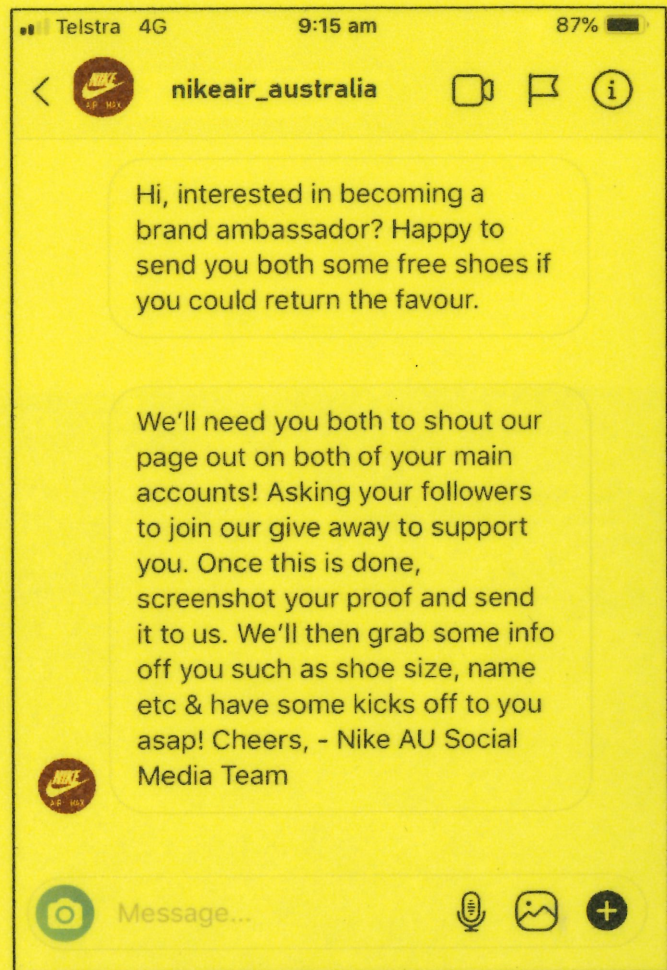 Telstra 4G 9:15 am 87%
NIKE
AIR MAX
nikeair_australia
Hi, interested in becoming a
brand ambassador? Happy to
send you both some free shoes if
you could return the favour.
We'll need you both to shout our
page out on both of your main
accounts! Asking your followers
to join our give away to support
you. Once this is done,
screenshot your proof and send
it to us. We'll then grab some info
off you such as shoe size, name
etc & have some kicks off to you
asap! Cheers, - Nike AU Social
Media Team
NIKE
AIR MAX
Message...